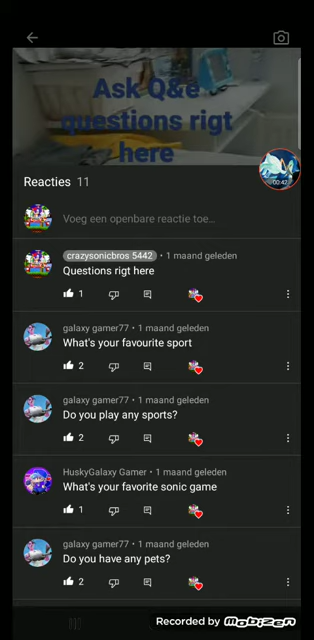 Ask Q&e
questions rigt
here
Reacties 11
00:42
Voeg een openbare reactie toe...
crazysonicbros 5442 • 1 maand geleden
Questions rigt here
1
galaxy gamer77 • 1 maand geleden
What's your favourite sport
2
galaxy gamer77 • 1 maand geleden
Do you play any sports?
2
HuskyGalaxy Gamer • 1 maand geleden
What's your favorite sonic game
1
galaxy gamer77 • 1 maand geleden
Do you have any pets?
2
Recorded by mobizen